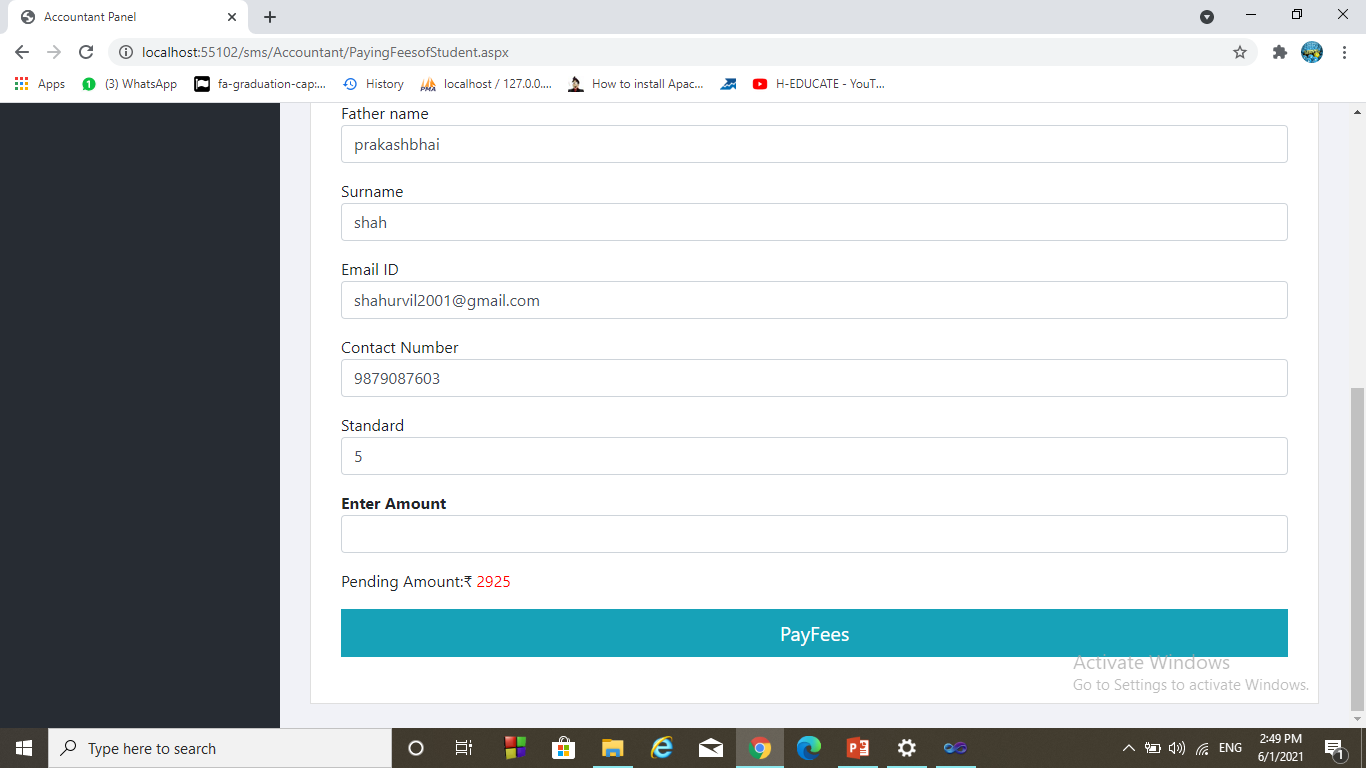 Accountant Panel
localhost:55102/sms/Accountant/PayingFeesofStudent.aspx
Apps
1
(3) WhatsApp
fa-graduation-cap:...
History
PMA
localhost / 127.0.0....
How to install Apac...
H-EDUCATE - YouT...
Father name
prakashbhai
Surname
shah
Email ID
shahurvil2001@gmail.com
Contact Number
9879087603
Standard
5
Enter Amount
Pending Amount:₹ 2925
PayFees
Activate Windows
Go to Settings to activate Windows.
Type here to search
ENG
2:49 PM
6/1/2021
1